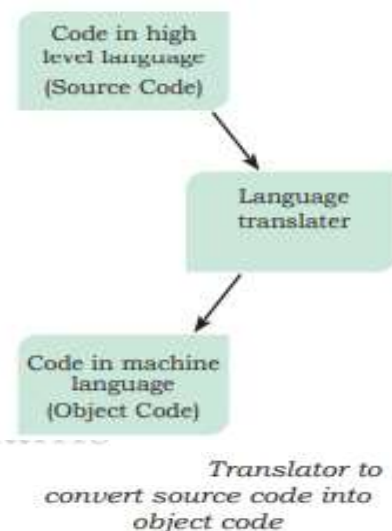 Code in high
level language
(Source Code)
Language
translater
Code in machine
language
(Object Code)
Translator to
convert source code into
object code